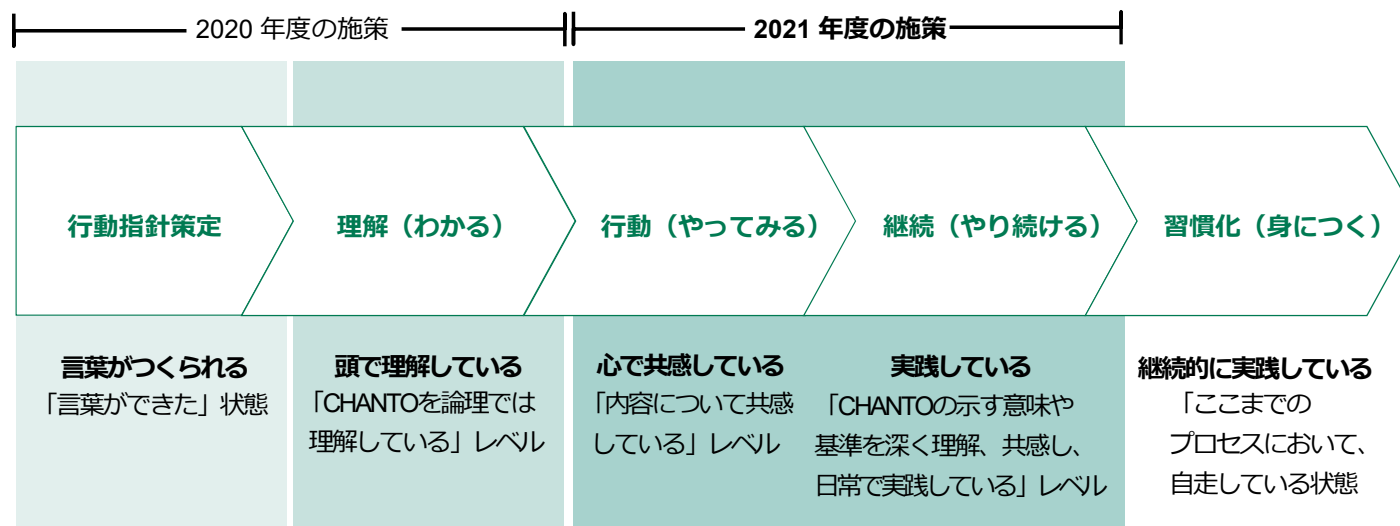 2020 年度の施策
2021 年度の施策
行動指針策定
理解（わかる）
行動（やってみる）
継続（やり続ける）
習慣化（身につく）
言葉がつくられる
「言葉ができた」状態
頭で理解している
「CHANTOを論理では
理解している」レベル
心で共感している
「内容について共感
している」レベル
実践している
「CHANTOの示す意味や
基準を深く理解、共感し、
日常で実践している」レベル
継続的に実践している
「ここまでの
プロセスにおいて、
自走している状態